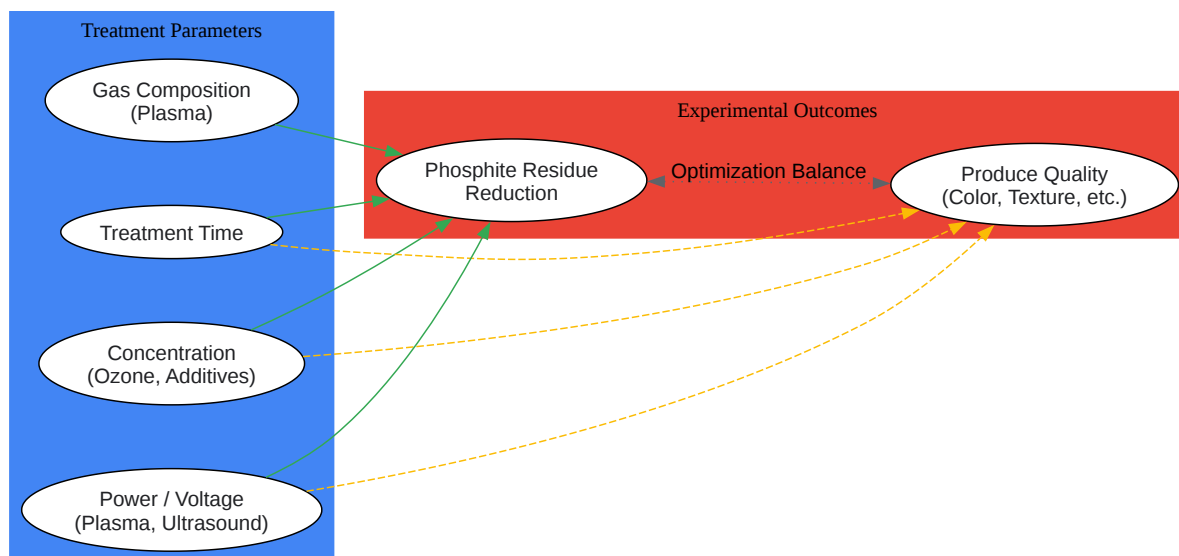 Treatment Parameters
Gas Composition
(Plasma)
Treatment Time
Concentration
(Ozone, Additives)
Power / Voltage
(Plasma, Ultrasound)
Experimental Outcomes
Phosphite Residue
Reduction
Optimization Balance
Produce Quality
(Color, Texture, etc.)